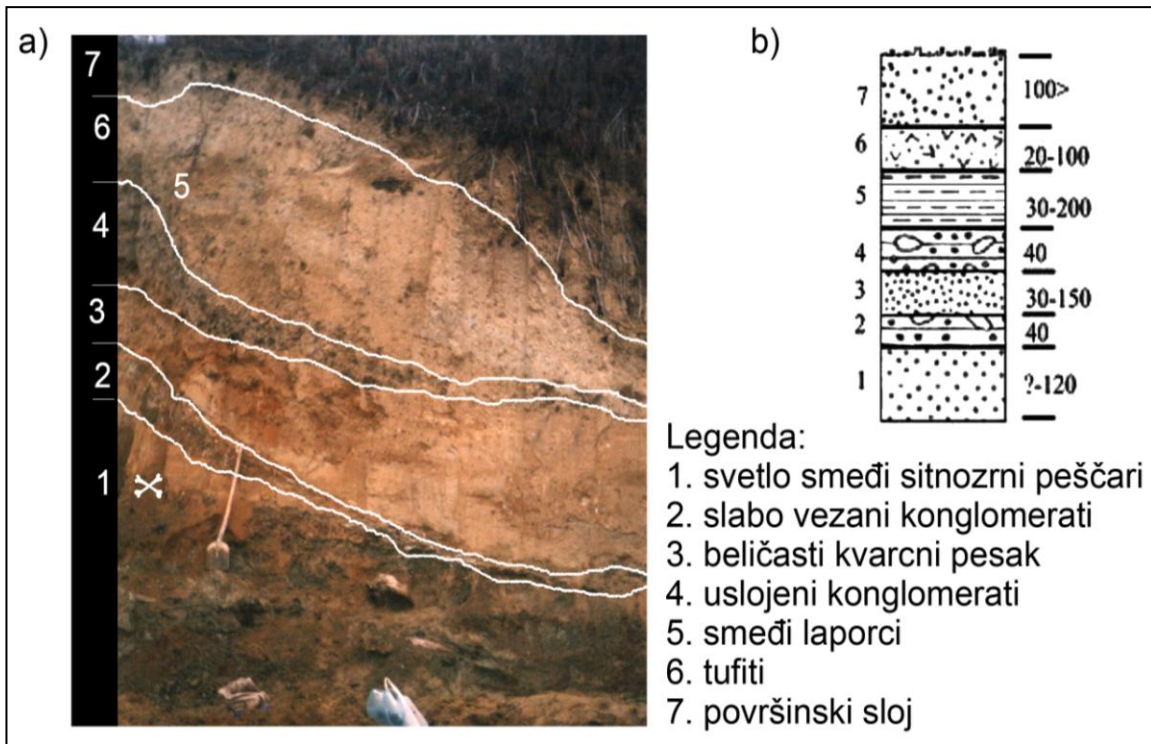 a)
7
6
5
4
3
2
1
b)
7 100>
6 20-100
5 30-200
4 40
3 30-150
2 40
1 ?-120
Legenda:
1. svetlo smeđi sitnozrni peščari
2. slabo vezani konglomerati
3. beličasti kvarcni pesak
4. uslojeni konglomerati
5. smeđi laporci
6. tufiti
7. površinski sloj